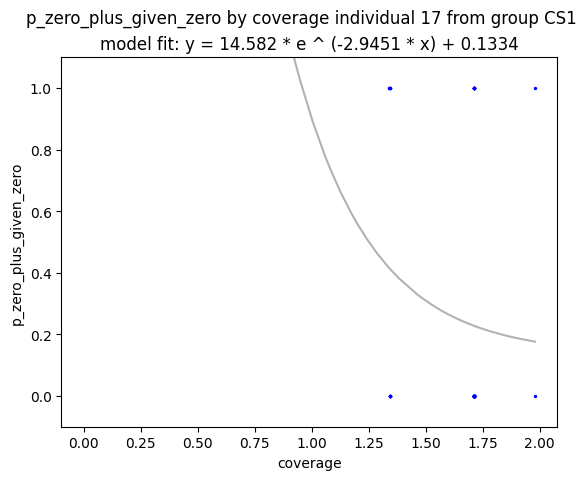 p_zero_plus_given_zero by coverage individual 17 from group CS1
model fit: y = 14.582 * e ^ (-2.9451 * x) + 0.1334
1.0
0.8
0.6
0.4
0.2
0.0
p_zero_plus_given_zero
0.00 0.25 0.50 0.75 1.00 1.25 1.50 1.75 2.00
coverage